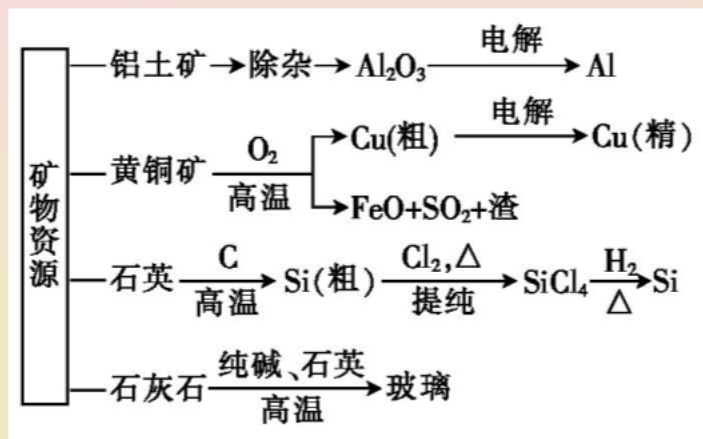 矿物资源
铝土矿→除杂→Al₂O₃ 电解→Al
黄铜矿 O₂ 高温 →Cu(粗) 电解→Cu(精)
→FeO+SO₂+渣
石英 C 高温→Si(粗) Cl₂,△ 提纯→SiCl₄ H₂ △→Si
石灰石 纯碱、石英 高温→玻璃